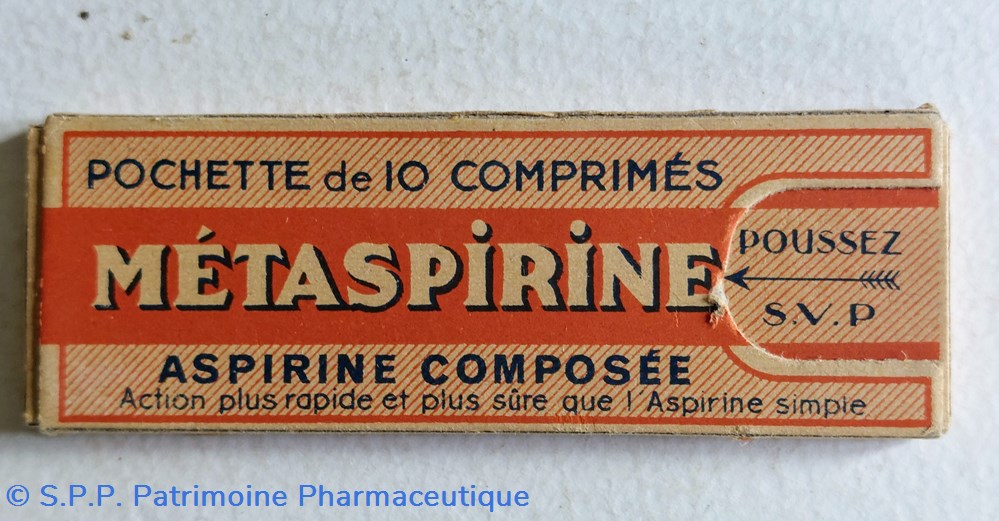 POCHETTE de 10 COMPRIMÉS
MÉTASPIRINE
POUSSEZ
S.V.P
ASPIRINE COMPOSÉE
Action plus rapide et plus sûre que l'Aspirine simple
© S.P.P. Patrimoine Pharmaceutique